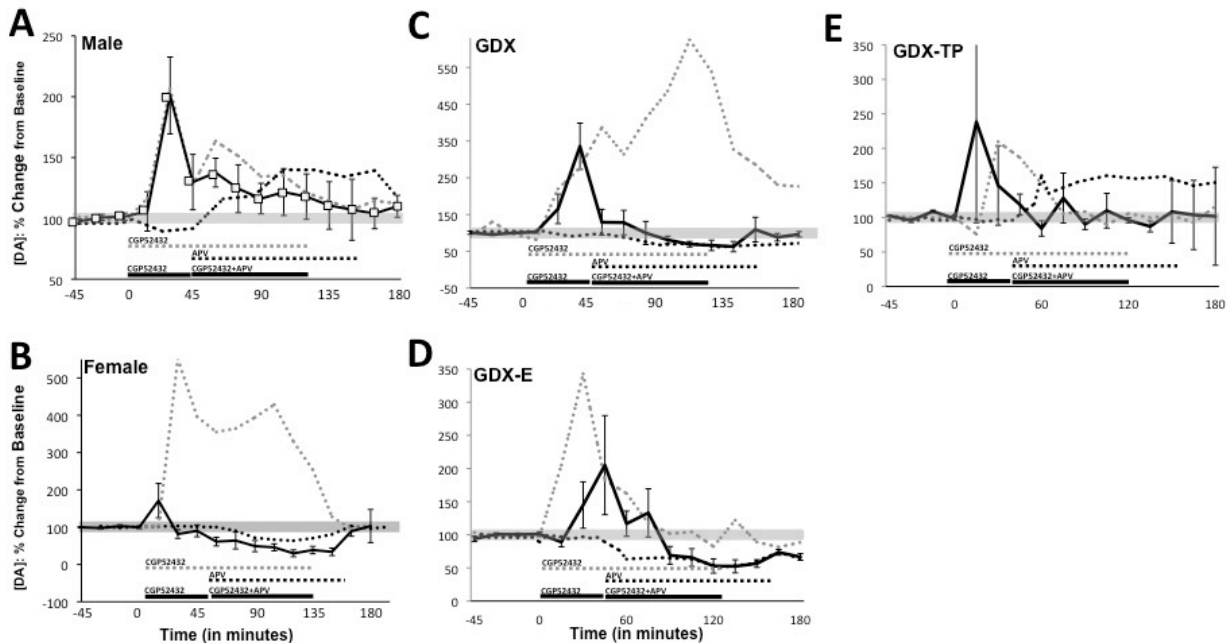 A
Male
[DA]: % Change from Baseline
250
200
150
100
50
CGP52432
APV
CGP52432
CGP52432+APV
-45
0
45
90
135
180
B
Female
[DA]: % Change from Baseline
500
400
300
200
100
0
-100
CGP52432
APV
CGP52432
CGP52432+APV
-45
0
45
90
135
180
Time (in minutes)
C
GDX
550
450
350
250
150
50
-50
CGP52432
APV
CGP52432
CGP52432+APV
-45
0
45
90
135
180
D
GDX-E
350
300
250
200
150
100
50
0
CGP52432
APV
CGP52432
CGP52432+APV
-45
0
60
120
180
Time (in minutes)
E
GDX-TP
350
300
250
200
150
100
50
0
CGP52432
APV
CGP52432
CGP52432+APV
-45
0
60
120
180